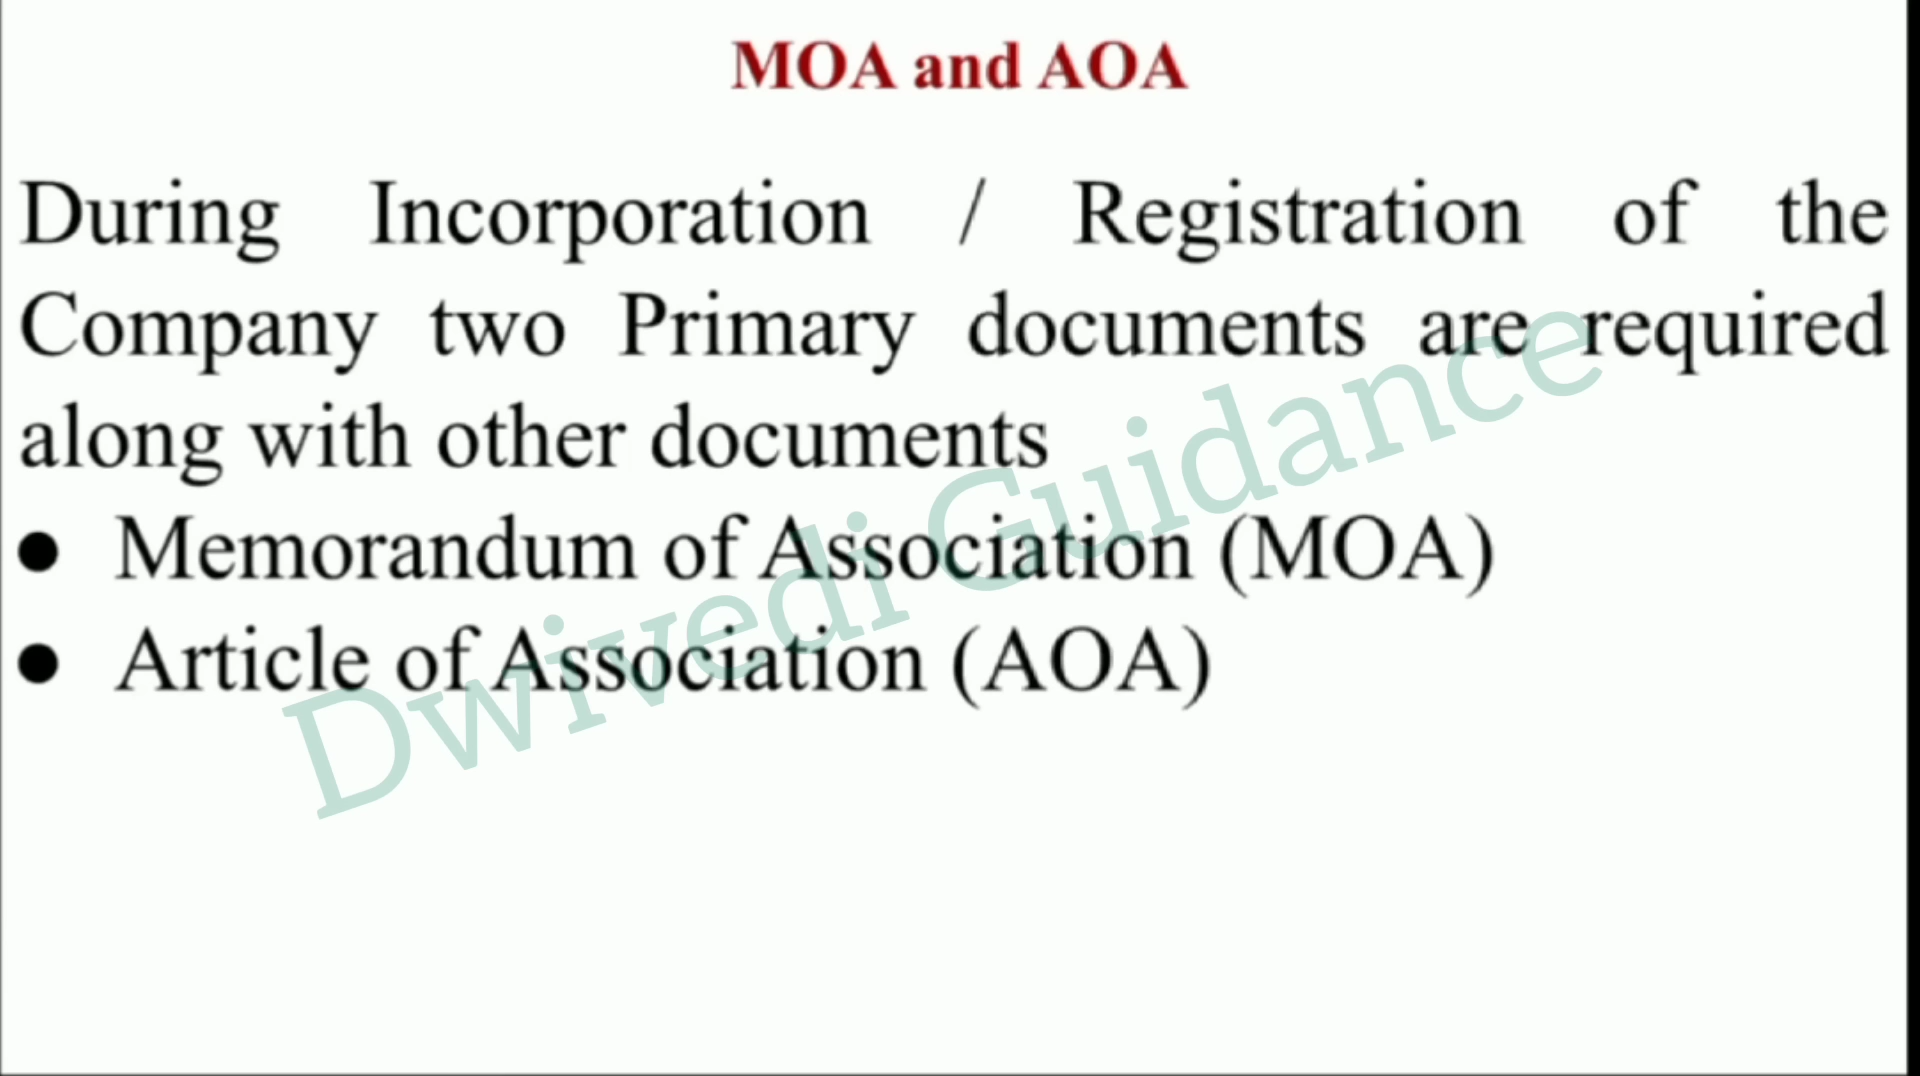 MOA and AOA
During Incorporation / Registration of the
Company two Primary documents are required
along with other documents
● Memorandum of Association (MOA)
● Article of Association (AOA)
Dwivedi Guidance